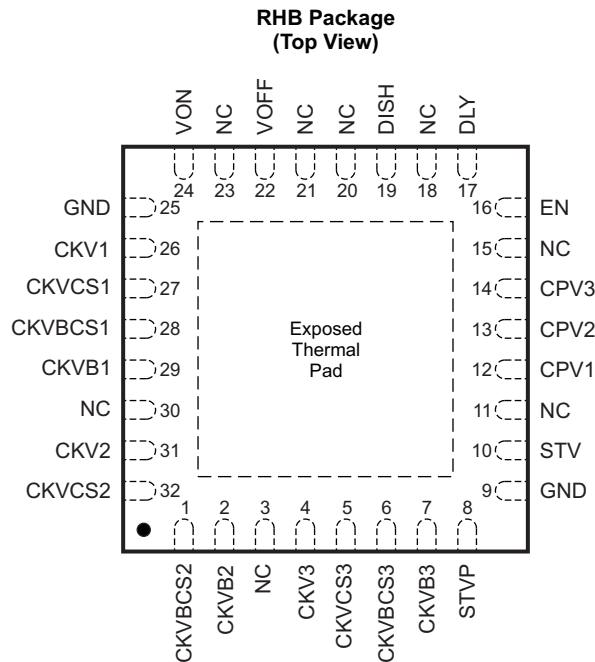 RHB Package
(Top View)
VON
NC
VOFF
NC
NC
DISH
NC
DLY
24
23
22
21
20
19
18
17
GND 25
CKV1 26
CKVCS1 27
CKVBCS1 28
CKVB1 29
NC 30
CKV2 31
CKVCS2 32
Exposed
Thermal
Pad
16 EN
15 NC
14 CPV3
13 CPV2
12 CPV1
11 NC
10 STV
9 GND
1
2
3
4
5
6
7
8
CKVBCS2
CKVB2
NC
CKV3
CKVCS3
CKVBCS3
CKVB3
STVP